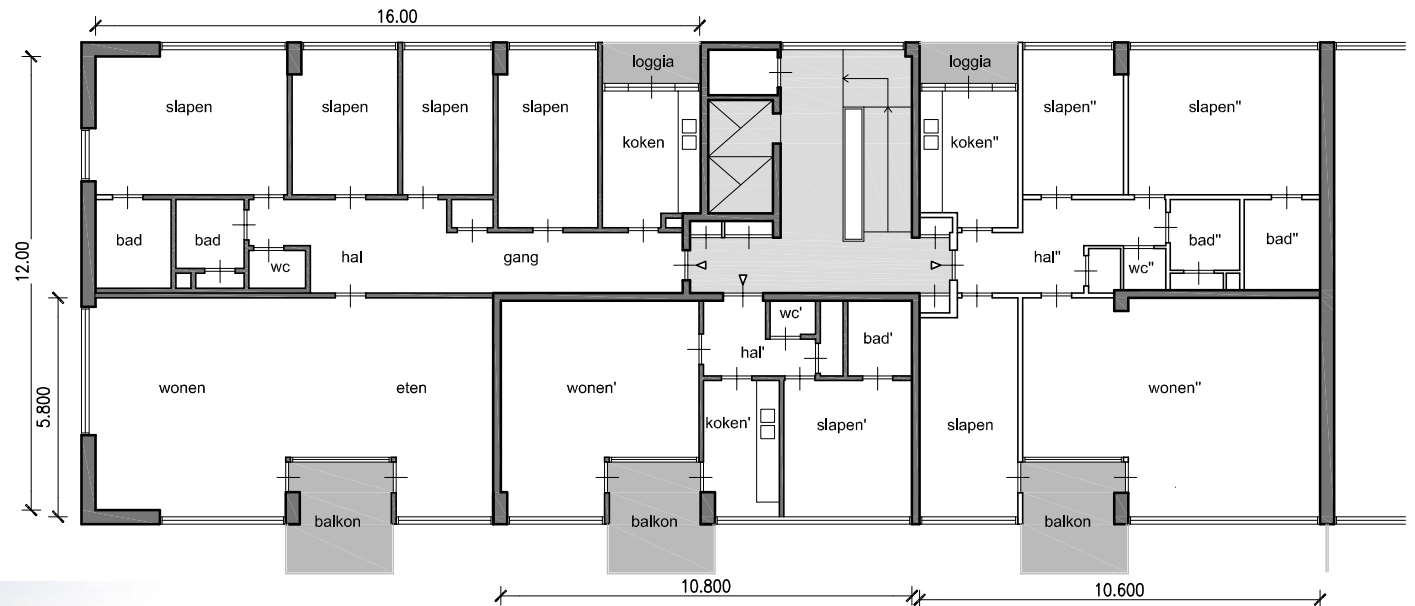 16.00
loggia
loggia
slapen
slapen
slapen
slapen
slapen"
slapen"
koken
koken"
12.00
bad
bad
wc
hal
gang
hal"
wc"
bad"
bad"
wc'
hal'
bad'
5.800
wonen
eten
wonen'
koken'
slapen'
slapen
wonen"
balkon
balkon
balkon
10.800
10.600